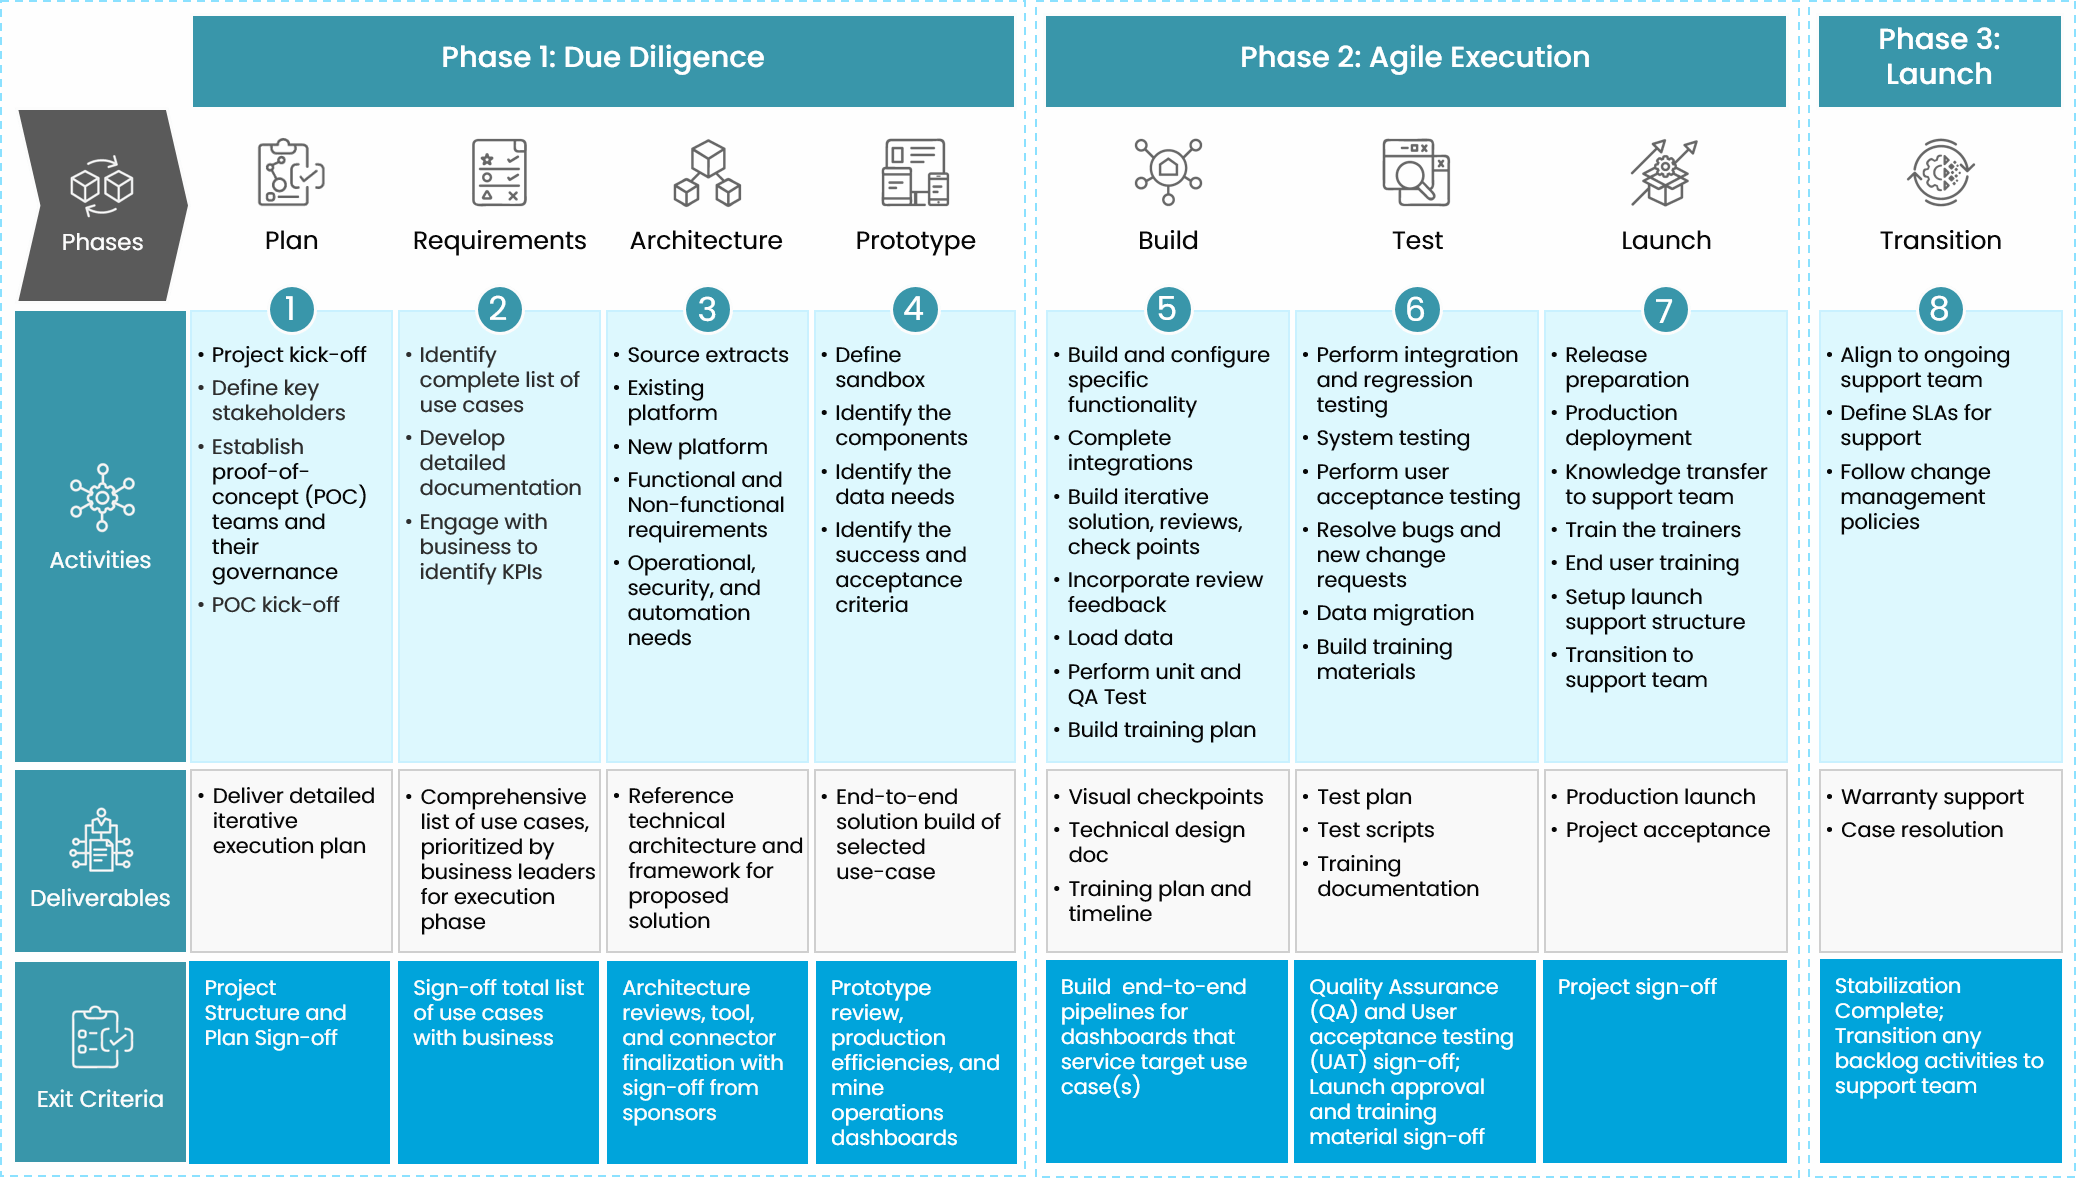 Phase 1: Due Diligence
Phase 2: Agile Execution
Phase 3:
Launch
Phases
Plan
Requirements
Architecture
Prototype
Build
Test
Launch
Transition
1
2
3
4
5
6
7
8
Activities
• Project kick-off
• Define key
stakeholders
• Establish
proof-of-
concept (POC)
teams and
their
governance
• POC kick-off
• Identify
complete list of
use cases
• Develop
detailed
documentation
• Engage with
business to
identify KPIs
• Source extracts
• Existing
platform
• New platform
• Functional and
Non-functional
requirements
• Operational,
security, and
automation
needs
• Define
sandbox
• Identify the
components
• Identify the
data needs
• Identify the
success and
acceptance
criteria
• Build and configure
specific
functionality
• Complete
integrations
• Build iterative
solution, reviews,
check points
• Incorporate review
feedback
• Load data
• Perform unit and
QA Test
• Build training plan
• Perform integration
and regression
testing
• System testing
• Perform user
acceptance testing
• Resolve bugs and
new change
requests
• Data migration
• Build training
materials
• Release
preparation
• Production
deployment
• Knowledge transfer
to support team
• Train the trainers
• End user training
• Setup launch
support structure
• Transition to
support team
• Align to ongoing
support team
• Define SLAs for
support
• Follow change
management
policies
Deliverables
• Deliver detailed
iterative
execution plan
• Comprehensive
list of use cases,
prioritized by
business leaders
for execution
phase
• Reference
technical
architecture and
framework for
proposed
solution
• End-to-end
solution build of
selected
use-case
• Visual checkpoints
• Technical design
doc
• Training plan and
timeline
• Test plan
• Test scripts
• Training
documentation
• Production launch
• Project acceptance
• Warranty support
• Case resolution
Exit Criteria
Project
Structure and
Plan Sign-off
Sign-off total list
of use cases
with business
Architecture
reviews, tool,
and connector
finalization with
sign-off from
sponsors
Prototype
review,
production
efficiencies, and
mine
operations
dashboards
Build end-to-end
pipelines for
dashboards that
service target use
case(s)
Quality Assurance
(QA) and User
acceptance testing
(UAT) sign-off;
Launch approval
and training
material sign-off
Project sign-off
Stabilization
Complete;
Transition any
backlog activities to
support team